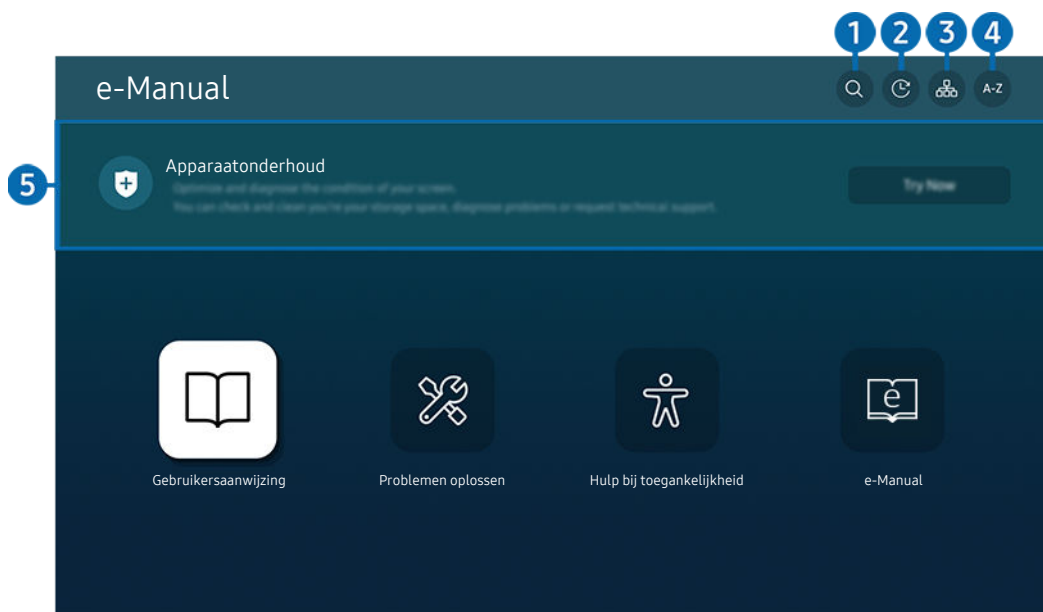 1 2 3 4
e-Manual
A-Z
5
Apparaatonderhoud
Optimize and diagnose the condition of your screen.
Try Now
You can check and clean you're your storage space, diagnose problems or request technical support.
e
Gebruikersaanwijzing
Problemen oplossen
Hulp bij toegankelijkheid
e-Manual